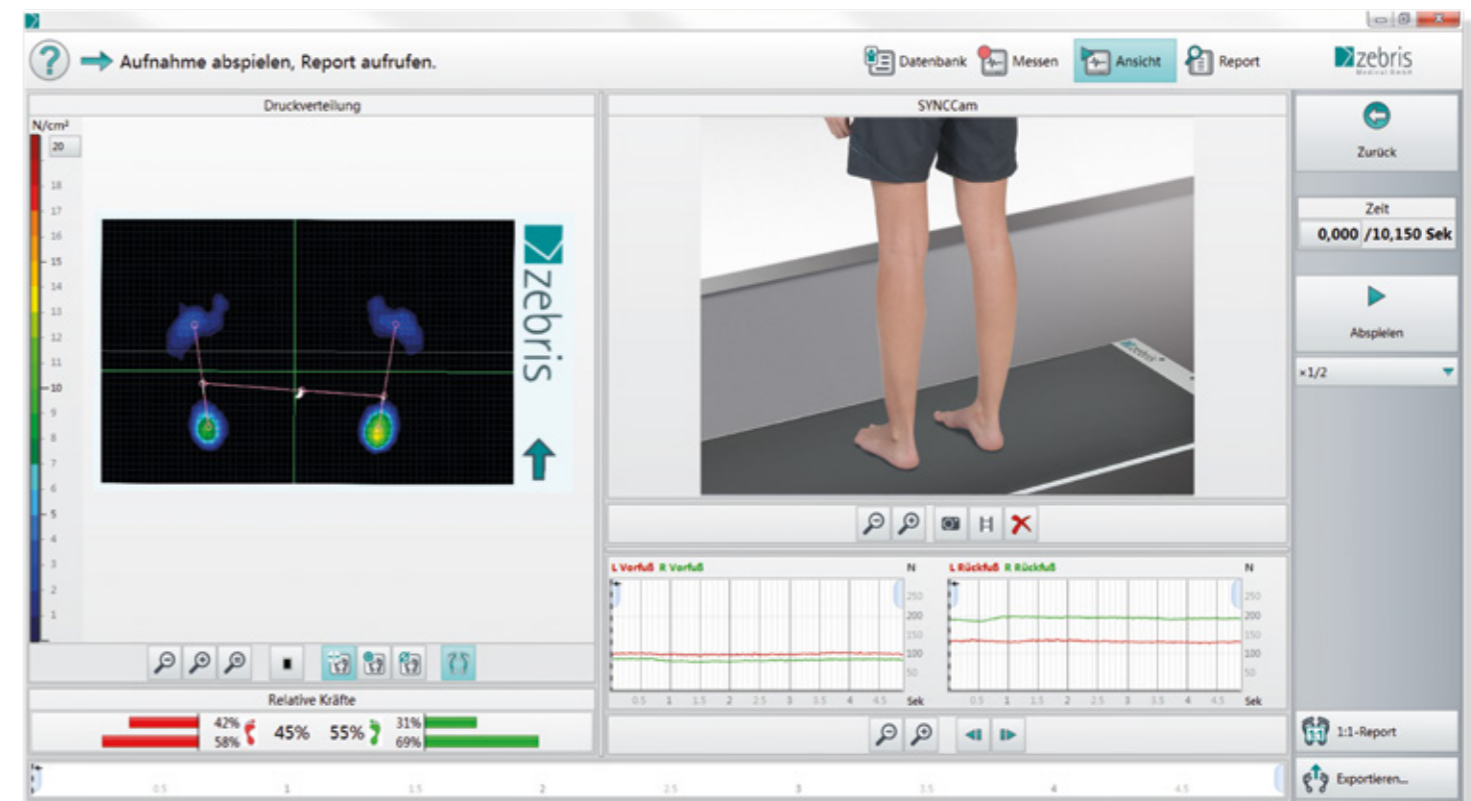 Aufnahme abspielen, Report aufrufen.
Datenbank
Messen
Ansicht
Report
zebris
Medical GmbH
Druckverteilung
N/cm²
20
18
17
16
15
14
13
12
11
10
9
8
7
6
5
4
3
2
1
zebris
Relative Kräfte
42% 45% 55% 31%
58% 69%
SYNCCam
zebris
L Vorfuß R Vorfuß N
250
200
150
100
50
0.5 1 1.5 2 2.5 3 3.5 4 4.5 Sek
L Rückfuß R Rückfuß N
250
200
150
100
50
0.5 1 1.5 2 2.5 3 3.5 4 4.5 Sek
Zurück
Zeit
0,000 /10,150 Sek
Abspielen
×1/2
1:1-Report
Exportieren...
0.5 1 1.5 2 2.5 3 3.5 4 4.5